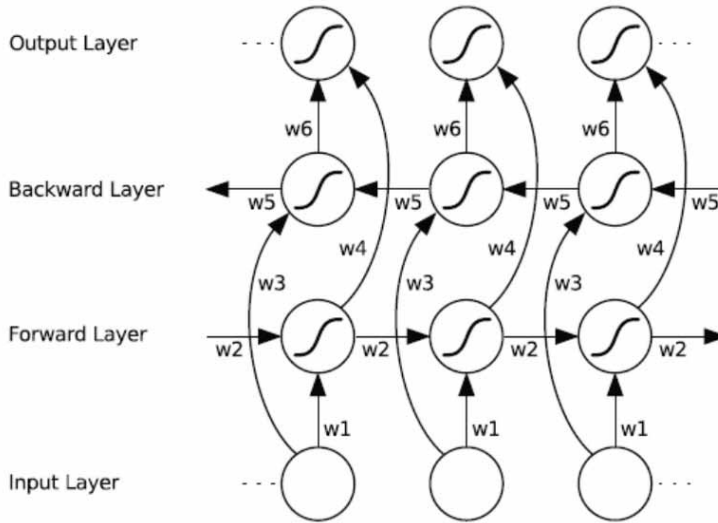 Output Layer
w6 w6 w6
Backward Layer
w5 w5 w5 w5
w3 w4 w3 w4 w3 w4
Forward Layer
w2 w2 w2 w2
w1 w1 w1
Input Layer